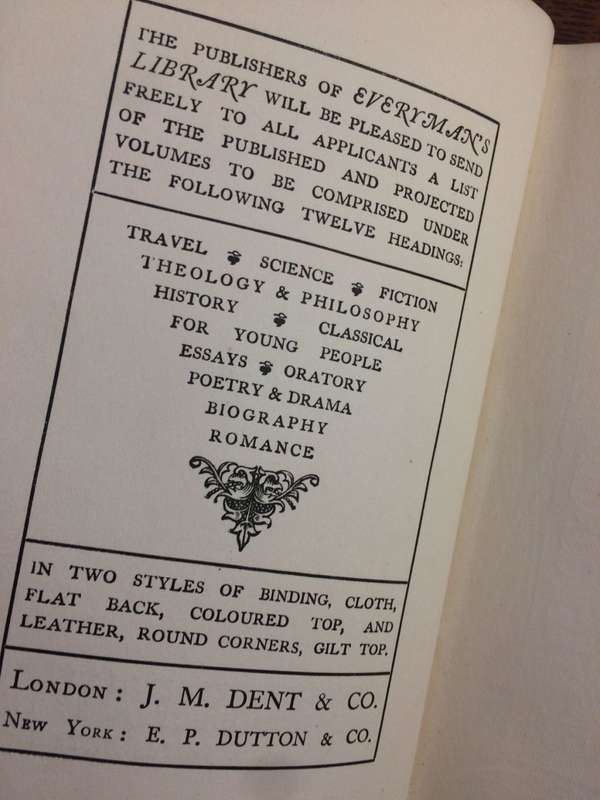 THE PUBLISHERS OF EVERYMAN'S
LIBRARY WILL BE PLEASED TO SEND
FREELY TO ALL APPLICANTS A LIST
OF THE PUBLISHED AND PROJECTED
VOLUMES TO BE COMPRISED UNDER
THE FOLLOWING TWELVE HEADINGS:
TRAVEL SCIENCE FICTION
THEOLOGY & PHILOSOPHY
HISTORY CLASSICAL
FOR YOUNG PEOPLE
ESSAYS ORATORY
POETRY & DRAMA
BIOGRAPHY
ROMANCE
IN TWO STYLES OF BINDING, CLOTH,
FLAT BACK, COLOURED TOP, AND
LEATHER, ROUND CORNERS, GILT TOP.
LONDON: J. M. DENT & CO.
NEW YORK: E. P. DUTTON & CO.